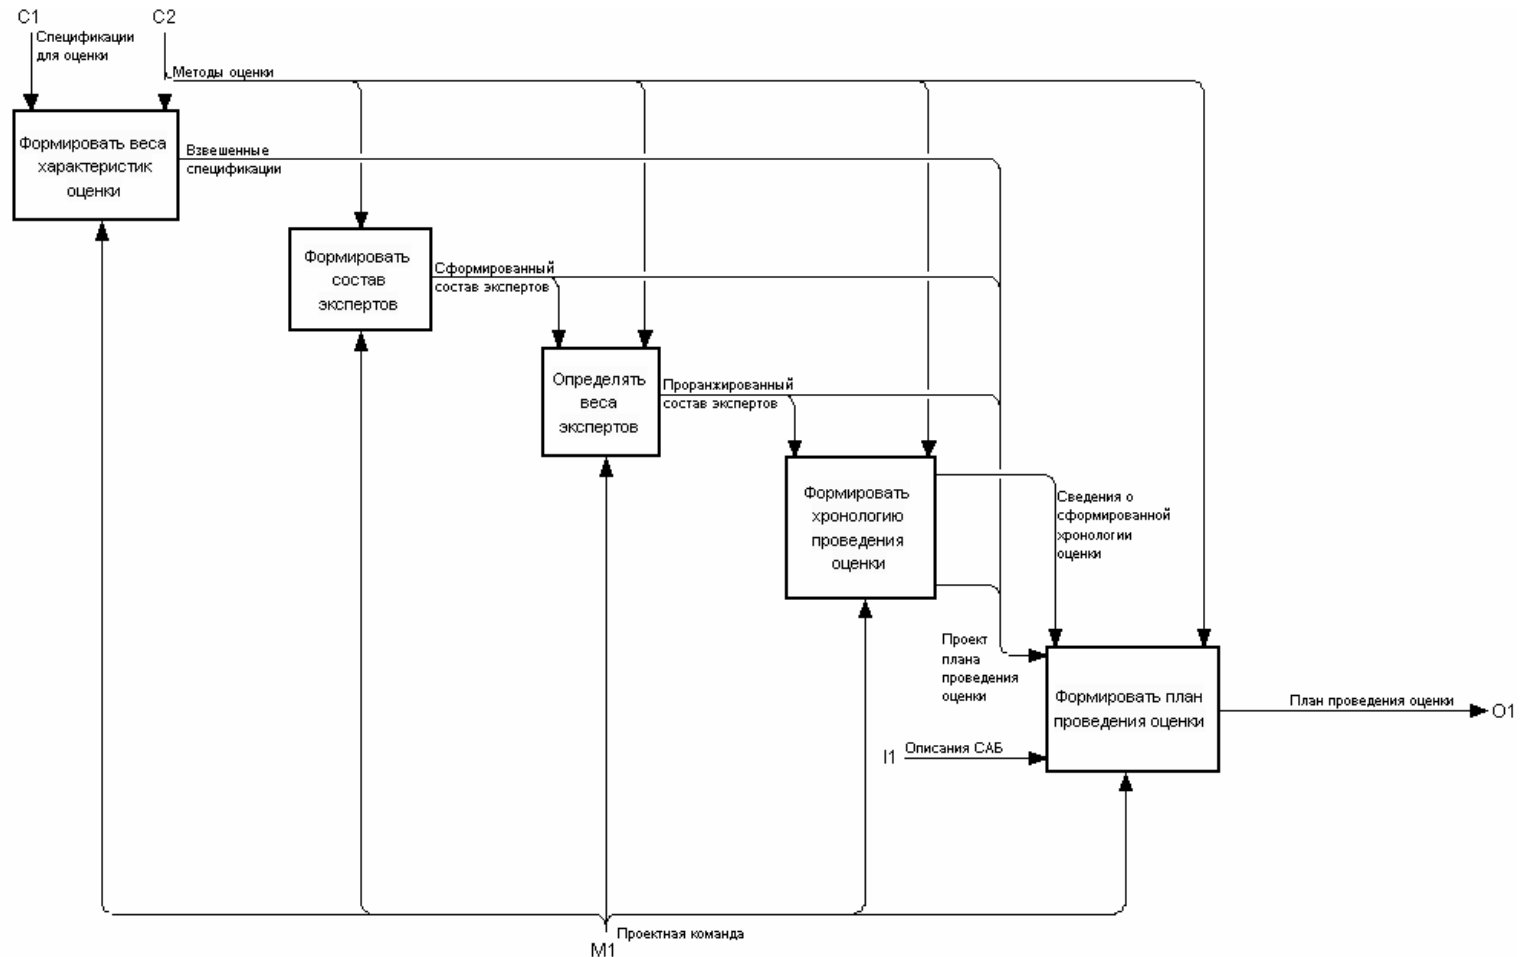 C1
C2
Спецификации
для оценки
Методы оценки
Формировать веса
характеристик
оценки
Взвешенные
спецификации
Формировать
состав
экспертов
Сформированный
состав экспертов
Определять
веса
экспертов
Проранжированный
состав экспертов
Формировать
хронологию
проведения
оценки
Сведения о
сформированной
хронологии
оценки
Проект
плана
проведения
оценки
Формировать план
проведения оценки
План проведения оценки
O1
I1
Описания САБ
Проектная команда
M1